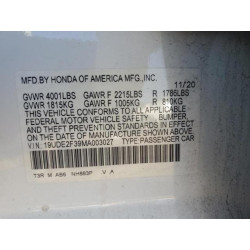 MFD BY HONDA OF AMERICA MFG., INC. 11/20
GVWR 4001LBS GAWR F 2215LBS R 1786LBS
GVWR 1815KG GAWR F 1005KG R 810KG
THIS VEHICLE CONFORMS TO ALL APPLICABLE
FEDERAL MOTOR VEHICLE SAFETY, BUMPER,
AND THEFT PREVENTION STANDARDS IN EFFECT
ON THE DATE OF MANUFACTURE SHOWN ABOVE.
V.I.N: 19UDE2F39MA003027 TYPE: PASSENGER CAR
NH883P V A